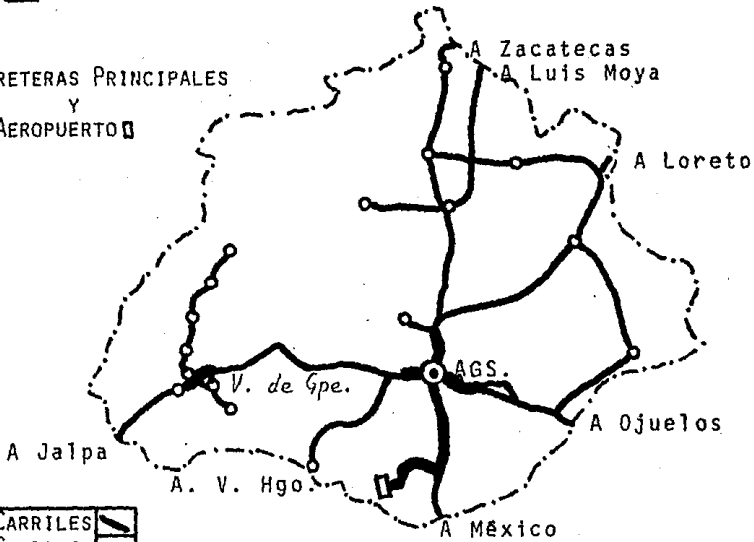 RETERAS PRINCIPALES
Y
AEROPUERTO
A Zacatecas
A Luis Moya
A Loreto
AGS.
V. de Gpe.
A Ojuelos
A Jalpa
A. V. Hgo.
A México
CARRILES